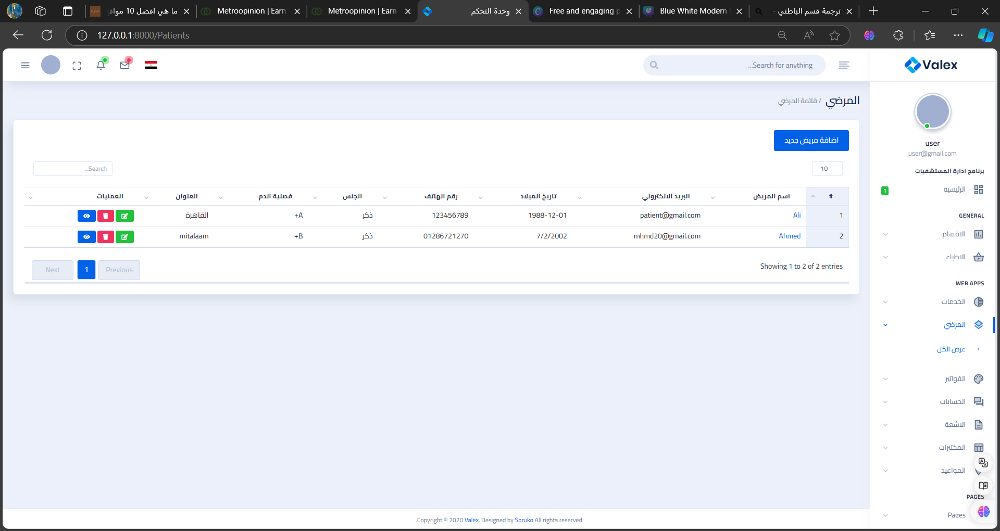 ما هي افضل 10 مواقع
Metroopinion | Earn
Metroopinion | Earn
وحدة التحكم
Free and engaging p
Blue White Modern
ترجمة قسم الباطني -
127.0.0.1:8000/Patients
Search for anything...
Valex
المرضي / قائمة المرضي
user
user@gmail.com
اضافة مريض جديد
10
Search...
# اسم المريض البريد الالكتروني تاريخ الميلاد رقم الهاتف الجنس فصلية الدم العنوان العمليات
1 Ali patient@gmail.com 1988-12-01 123456789 ذكر A+ القاهرة
2 Ahmed mhmd20@gmail.com 7/2/2002 01286721270 ذكر B+ mitalaam
Showing 1 to 2 of 2 entries
Previous 1 Next
برنامج ادارة المستشفيات
الرئيسية 1
GENERAL
الاقسام
الاطباء
WEB APPS
الخدمات
المرضي
عرض الكل
الفواتير
الحسابات
الاشعة
المختبرات
المواعيد
PAGES
Pages
Copyright © 2020 Valex. Designed by Spruko All rights reserved.